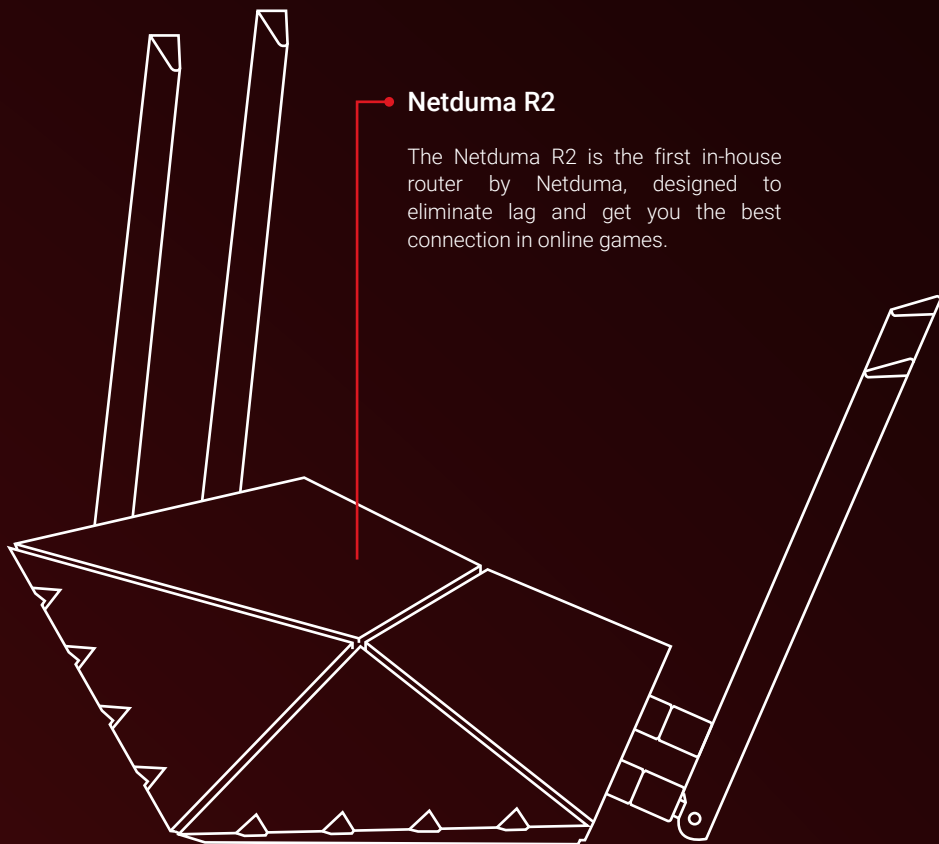 Netduma R2
The Netduma R2 is the first in-house
router by Netduma, designed to
eliminate lag and get you the best
connection in online games.